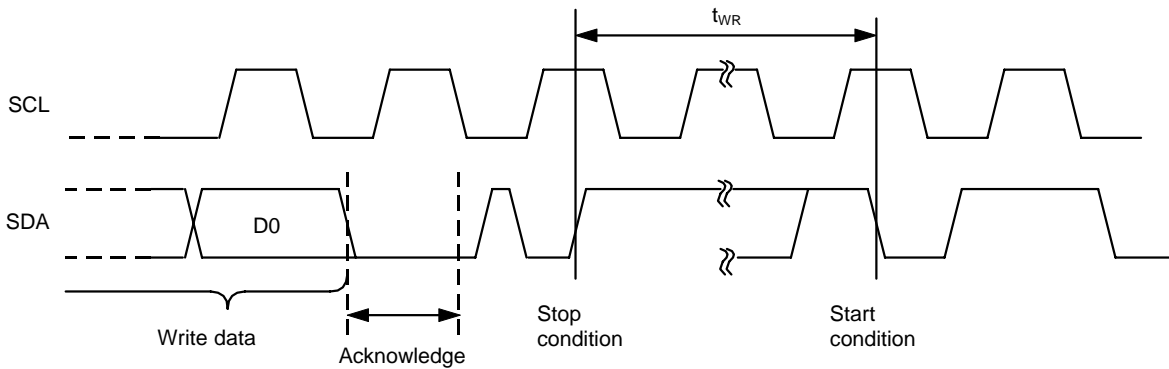 tWR
SCL
SDA
D0
Write data
Acknowledge
Stop
condition
Start
condition